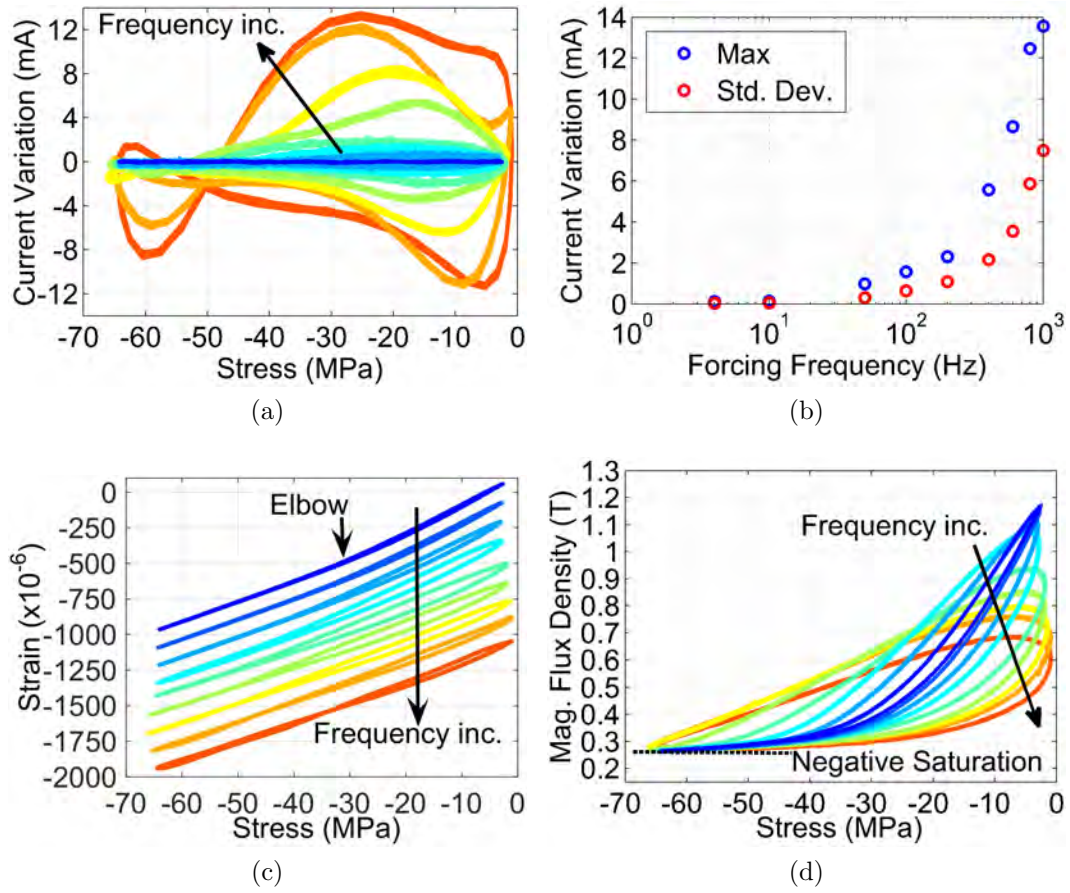 12
8
4
0
-4
-8
C-12
Current Variation (mA)
Frequency inc.
-70 -60 -50 -40 -30 -20 -10 0
Stress (MPa)
(a)
14
12
10
8
6
4
2
0
Current Variation (mA)
Max
Std. Dev.
10^0 10^1 10^2 10^3
Forcing Frequency (Hz)
(b)
0
-250
-500
-750
-1000
-1250
-1500
-1750
-2000
Strain (x10^-6)
Elbow
Frequency inc.
-70 -60 -50 -40 -30 -20 -10 0
Stress (MPa)
(c)
1.3
1.2
1.1
1
0.9
0.8
0.7
0.6
0.5
0.4
0.3
0.2
Mag. Flux Density (T)
Frequency inc.
Negative Saturation
-70 -60 -50 -40 -30 -20 -10 0
Stress (MPa)
(d)